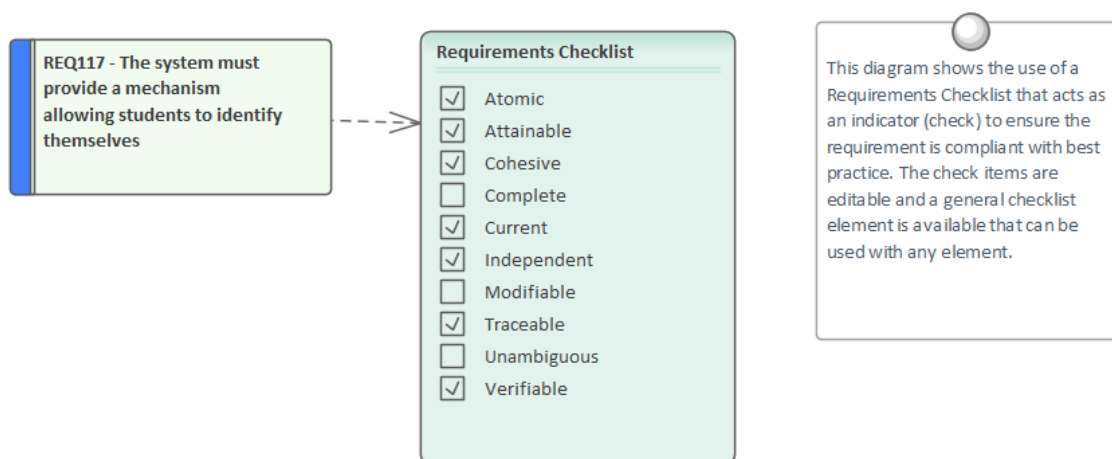 REQ117 - The system must
provide a mechanism
allowing students to identify
themselves
Requirements Checklist
Atomic
Attainable
Cohesive
Complete
Current
Independent
Modifiable
Traceable
Unambiguous
Verifiable
This diagram shows the use of a
Requirements Checklist that acts as
an indicator (check) to ensure the
requirement is compliant with best
practice. The check items are
editable and a general checklist
element is available that can be
used with any element.